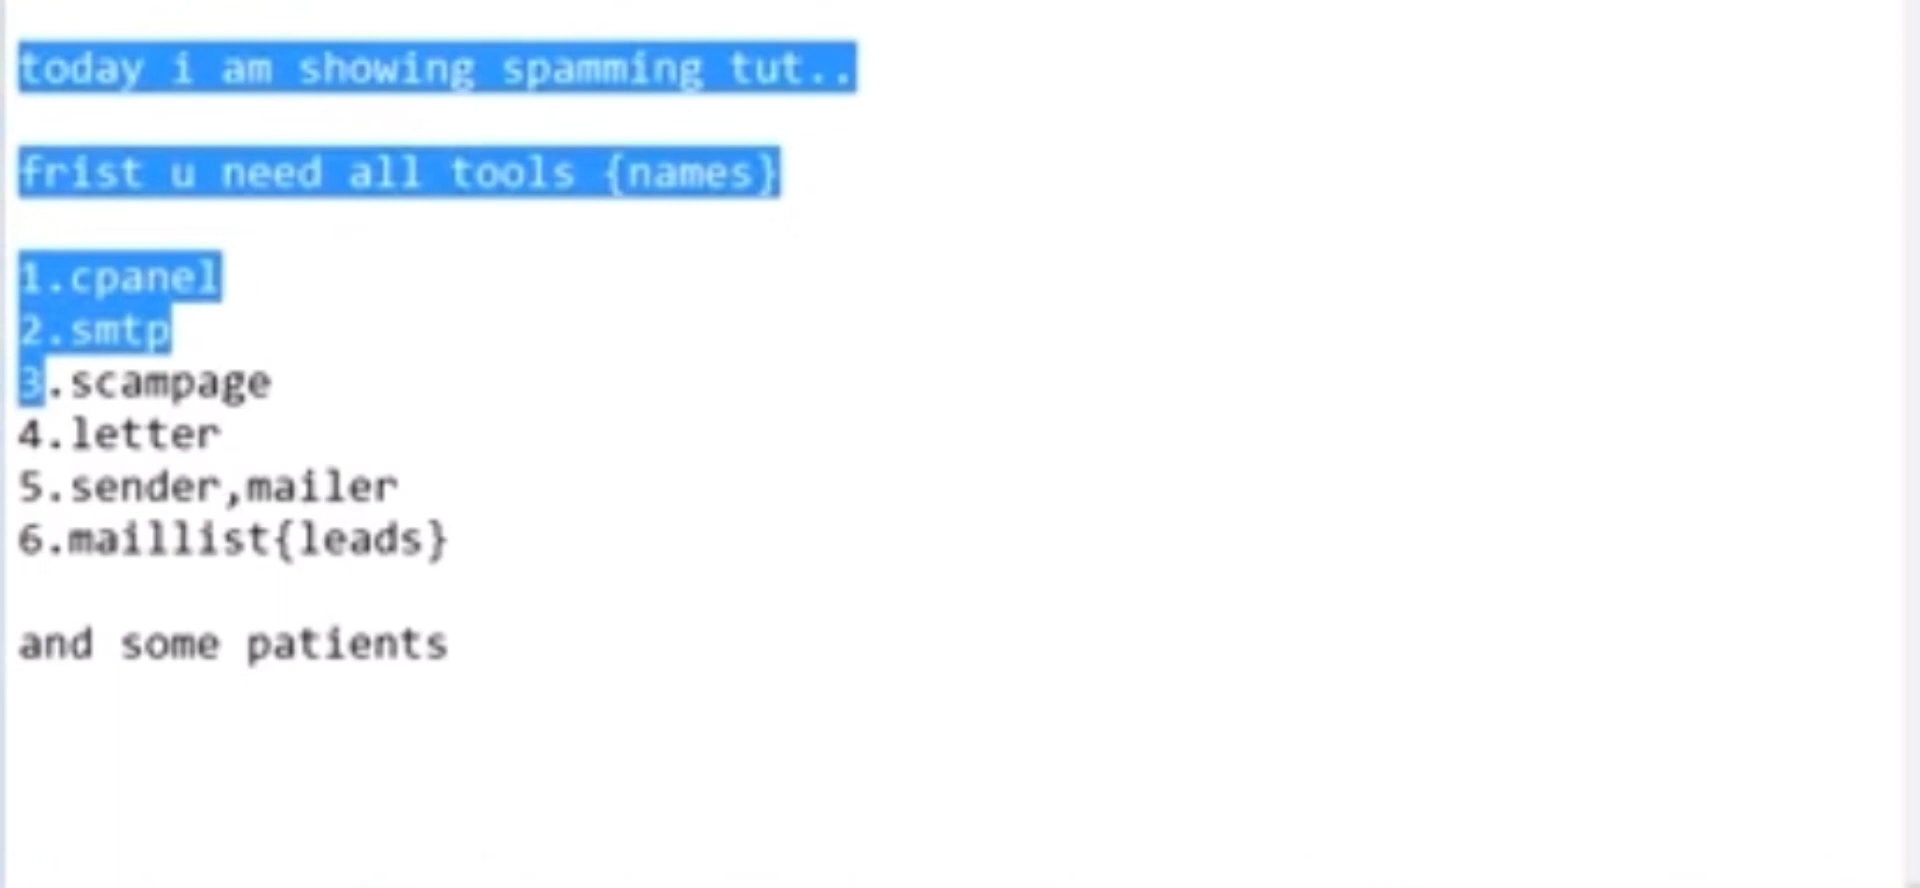 today i am showing spamming tut..
frist u need all tools {names}
1.cpanel
2.smtp
3.scampage
4.letter
5.sender,mailer
6.maillist{leads}
and some patients